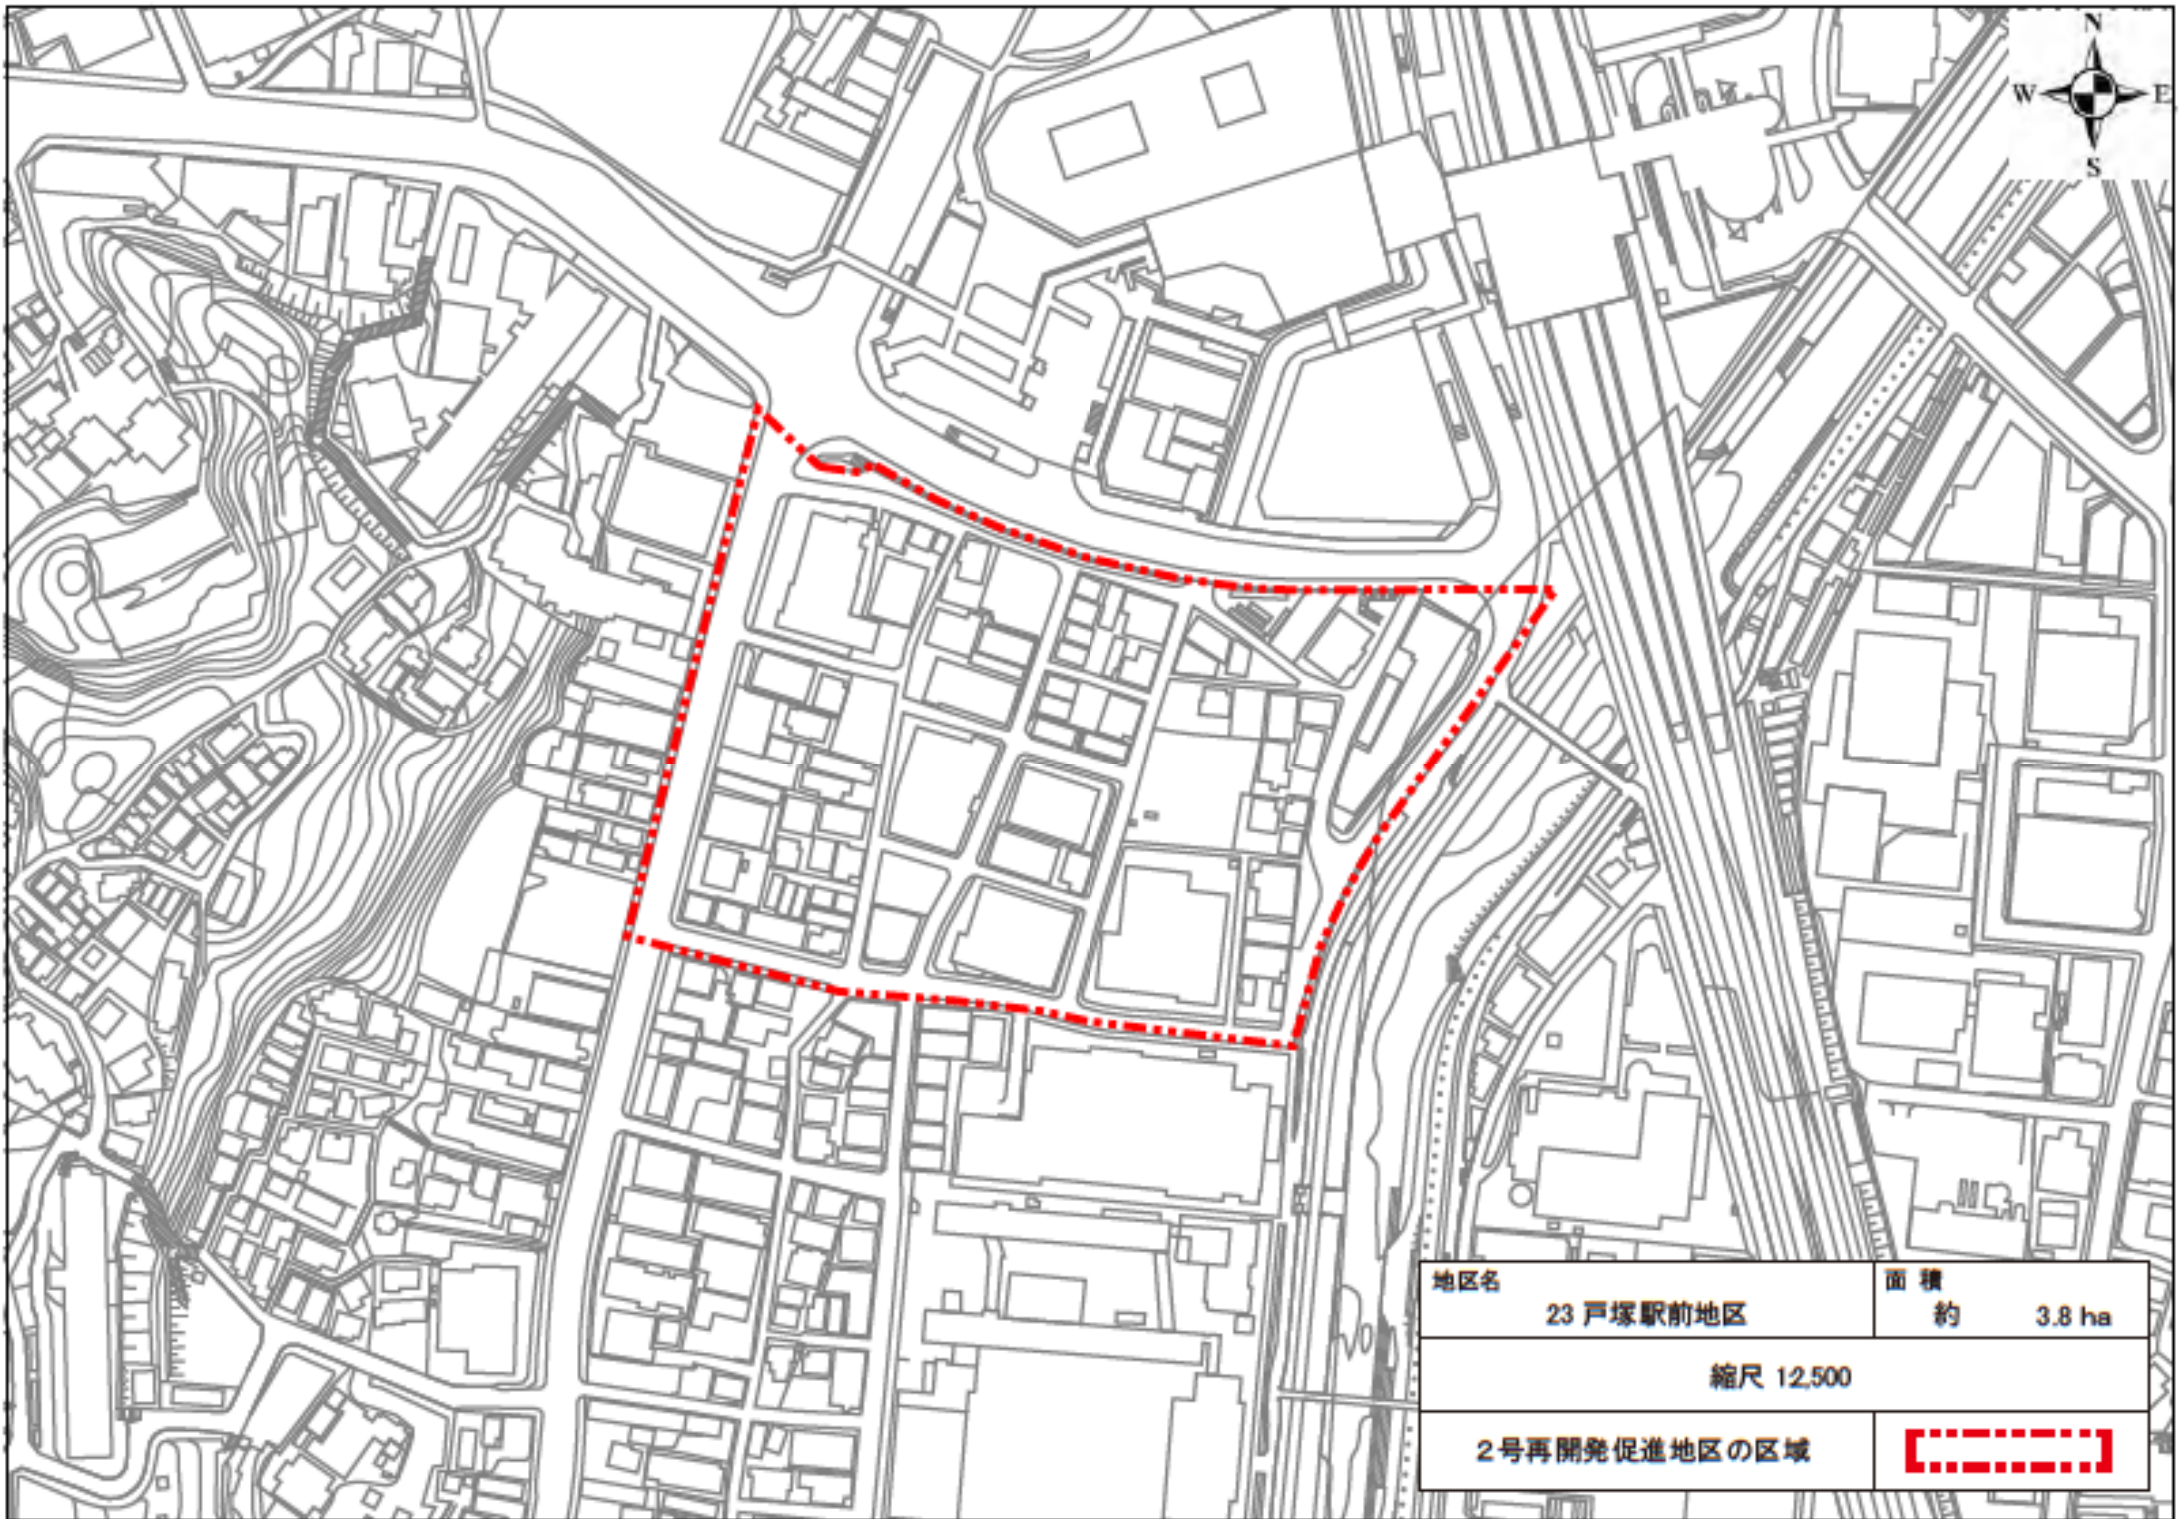 N
W E
S
地区名
23 戸塚駅前地区
面 積
約 3.8 ha
縮尺 12,500
2号再開発促進地区の区域